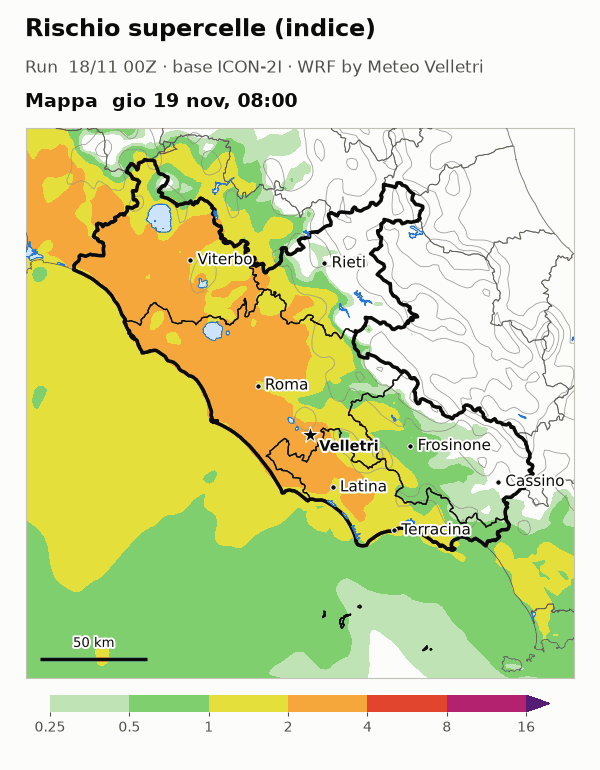 Rischio supercelle (indice)
Run 18/11 00Z · base ICON-2I · WRF by Meteo Velletri
Mappa gio 19 nov, 08:00
Viterbo
Rieti
Roma
Velletri
Frosinone
Latina
Cassino
Terracina
50 km
0.25 0.5 1 2 4 8 16